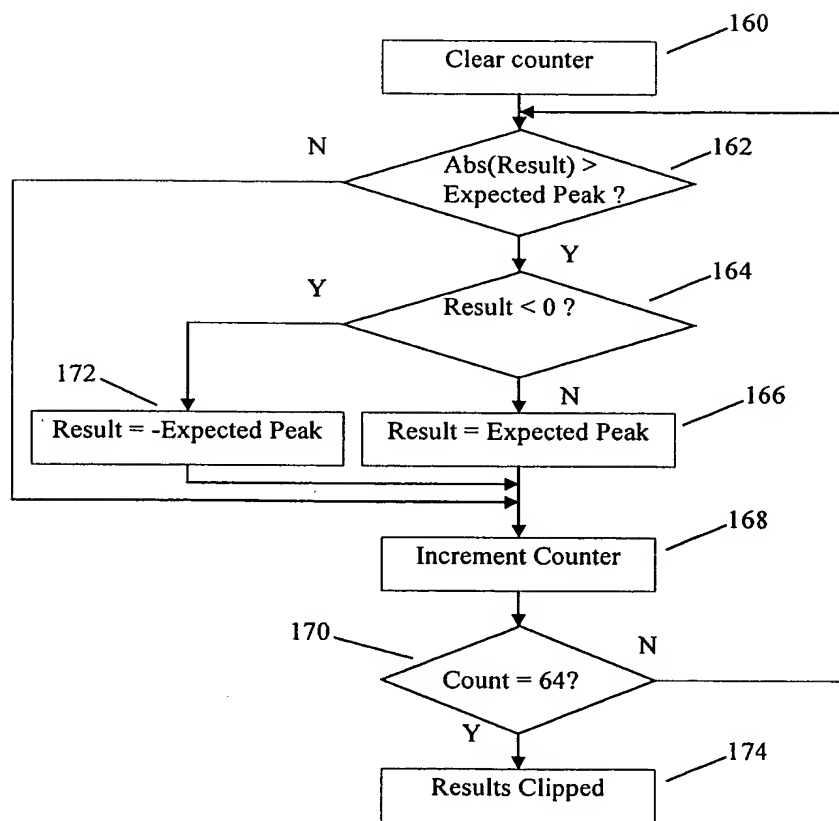 160
Clear counter
N
162
Abs(Result) >
Expected Peak ?
Y
164
Y
Result < 0 ?
172
N
166
Result = -Expected Peak
Result = Expected Peak
168
Increment Counter
170
N
Count = 64?
Y
174
Results Clipped